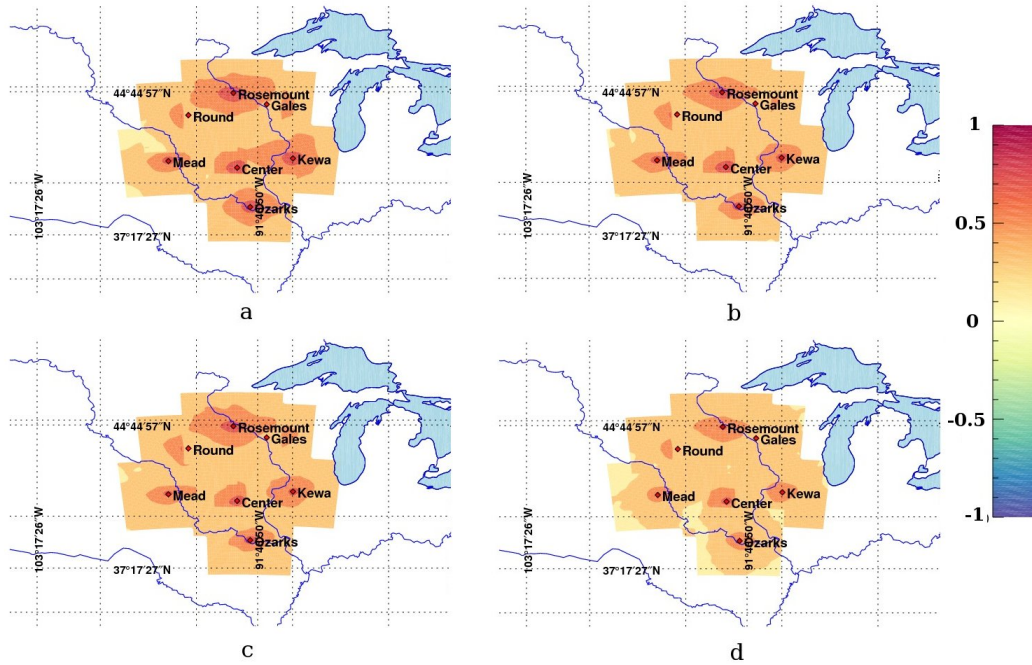 44°44′57″N
Rosemount
Gales
Round
Mead
Center
Kewa
Ozarks
103°17′26″W
91°40′50″W
37°17′27″N
a
44°44′57″N
Rosemount
Gales
Round
Mead
Center
Kewa
Ozarks
103°17′26″W
91°40′50″W
37°17′27″N
b
44°44′57″N
Rosemount
Gales
Round
Mead
Center
Kewa
Ozarks
103°17′26″W
91°40′50″W
37°17′27″N
c
44°44′57″N
Rosemount
Gales
Round
Mead
Center
Kewa
Ozarks
103°17′26″W
91°40′50″W
37°17′27″N
d
1
0.5
0
-0.5
-1